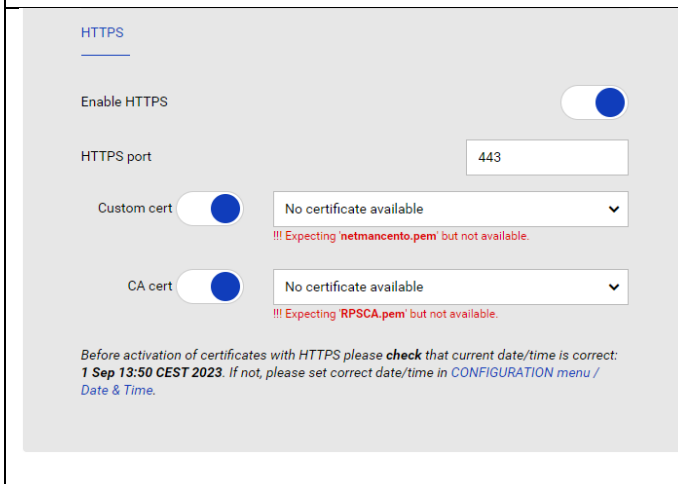 HTTPS
Enable HTTPS
HTTPS port 443
Custom cert No certificate available
!!! Expecting 'netmancento.pem' but not available.
CA cert No certificate available
!!! Expecting 'RPSCA.pem' but not available.
Before activation of certificates with HTTPS please check that current date/time is correct:
1 Sep 13:50 CEST 2023. If not, please set correct date/time in CONFIGURATION menu /
Date & Time.